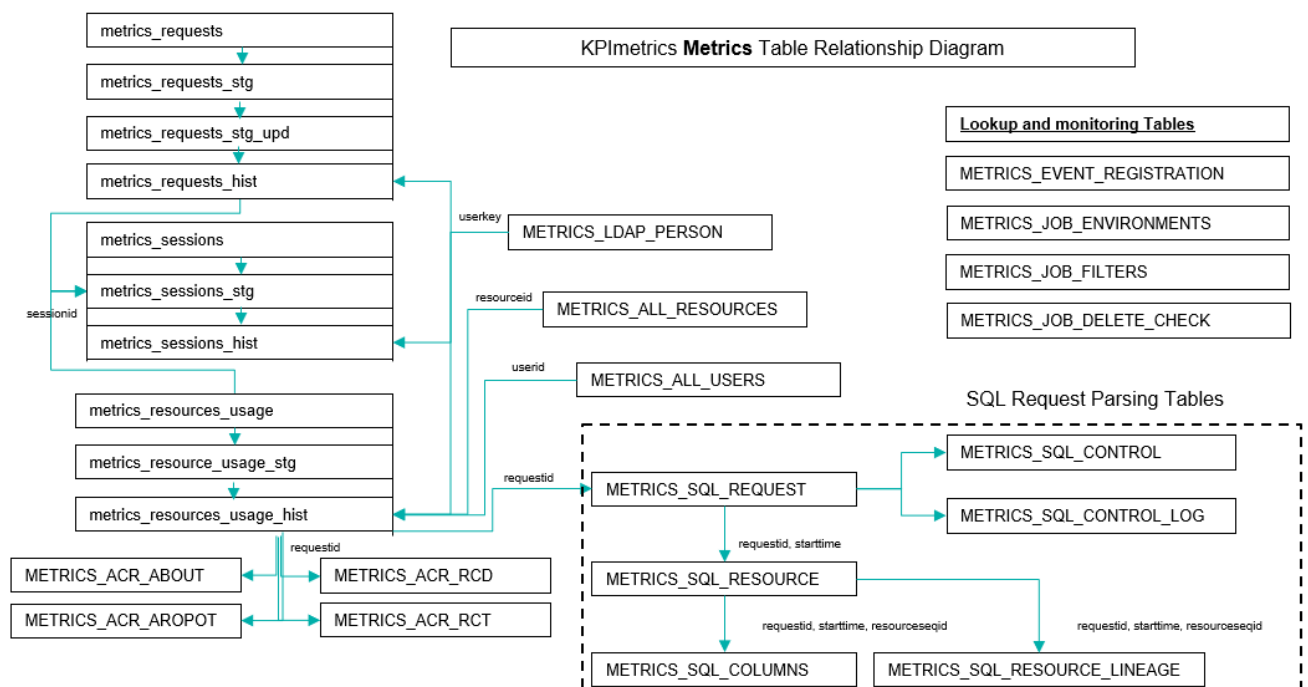 metrics_requests
KPImetrics Metrics Table Relationship Diagram
metrics_requests_stg
metrics_requests_stg_upd
metrics_requests_hist
Lookup and monitoring Tables
METRICS_EVENT_REGISTRATION
METRICS_JOB_ENVIRONMENTS
METRICS_JOB_FILTERS
METRICS_JOB_DELETE_CHECK
userkey
METRICS_LDAP_PERSON
metrics_sessions
metrics_sessions_stg
metrics_sessions_hist
sessionid
resourceid
METRICS_ALL_RESOURCES
userid
METRICS_ALL_USERS
metrics_resources_usage
metrics_resource_usage_stg
metrics_resources_usage_hist
requestid
METRICS_ACR_ABOUT
METRICS_ACR_RCD
METRICS_ACR_AROPOT
METRICS_ACR_RCT
SQL Request Parsing Tables
requestid
METRICS_SQL_REQUEST
METRICS_SQL_CONTROL
METRICS_SQL_CONTROL_LOG
requestid, starttime
METRICS_SQL_RESOURCE
requestid, starttime, resourceseqid
requestid, starttime, resourceseqid
METRICS_SQL_COLUMNS
METRICS_SQL_RESOURCE_LINEAGE